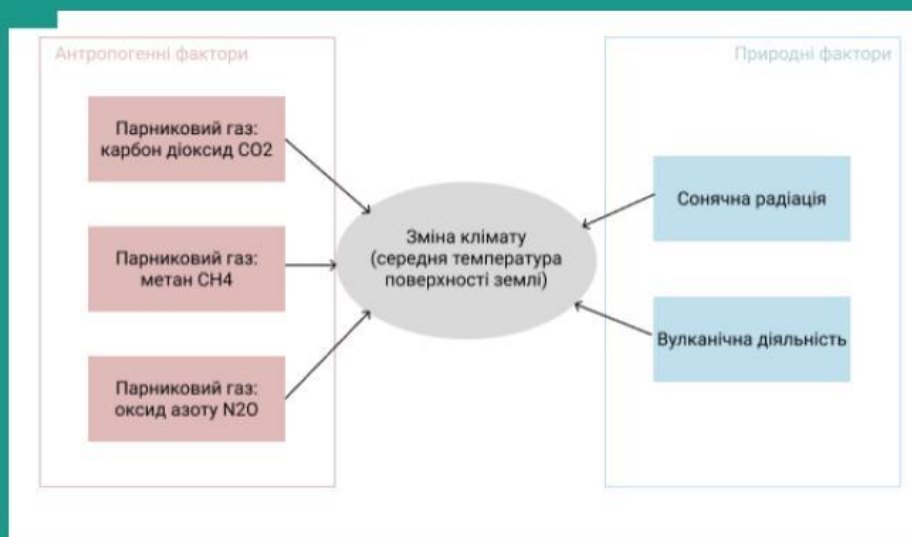 Антропогенні фактори
Природні фактори
Парниковий газ:
карбон діоксид CO2
Парниковий газ:
метан CH4
Парниковий газ:
оксид азоту N2O
Зміна клімату
(середня температура
поверхності землі)
Сонячна радіація
Вулканічна діяльність